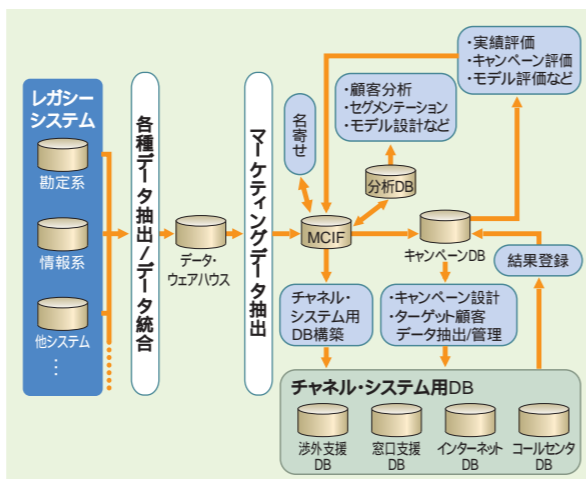 レガシー
システム
勘定系
情報系
他システム
⋮
各種データ抽出/データ統合
データ・
ウェアハウス
マーケティングデータ抽出
名寄せ
・顧客分析
・セグメンテーション
・モデル設計など
・実績評価
・キャンペーン評価
・モデル評価など
分析DB
MCIF
キャンペーンDB
結果登録
チャネル・
システム用
DB構築
・キャンペーン設計
・ターゲット顧客
データ抽出/管理
チャネル・システム用DB
渉外支援
DB
窓口支援
DB
インターネット
DB
コールセンタ
DB